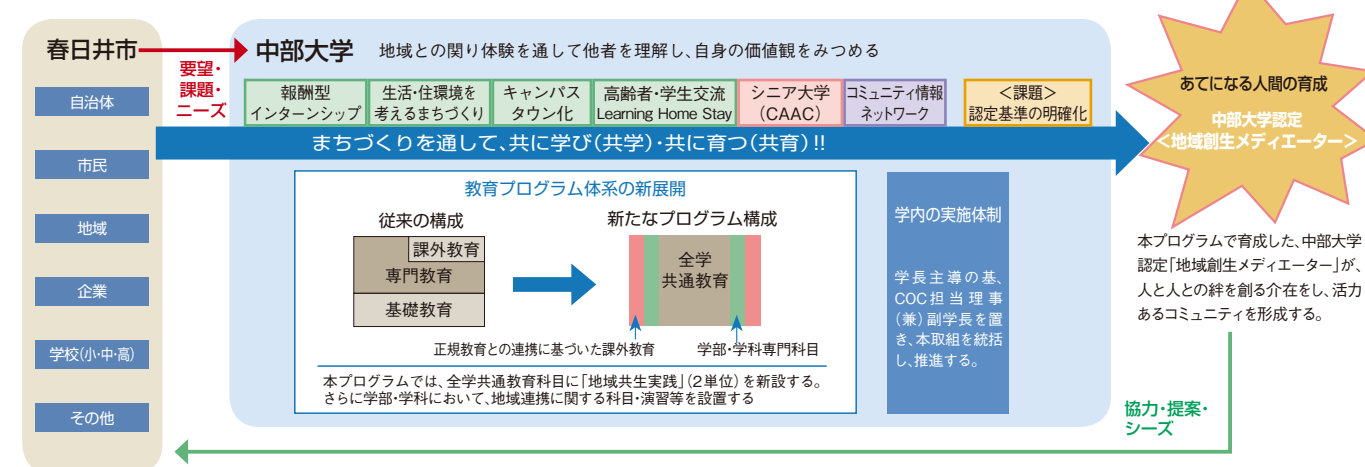 春日井市
自治体
市民
地域
企業
学校(小・中・高)
その他
要望・
課題・
ニーズ
中部大学
地域との関り体験を通して他者を理解し、自身の価値観をみつめる
報酬型
インターンシップ
生活・住環境を
考えるまちづくり
キャンパス
タウン化
高齢者・学生交流
Learning Home Stay
シニア大学
(CAAC)
コミュニティ情報
ネットワーク
<課題>
認定基準の明確化
まちづくりを通して、共に学び(共学)・共に育つ(共育)!!
教育プログラム体系の新展開
従来の構成
課外教育
専門教育
基礎教育
新たなプログラム構成
全学
共通教育
正規教育との連携に基づいた課外教育
学部・学科専門科目
本プログラムでは、全学共通教育科目に「地域共生実践」(2単位)を新設する。
さらに学部・学科において、地域連携に関する科目・演習等を設置する
学内の実施体制
学長主導の基、
COC担当理事
(兼)副学長を置
き、本取組を統括
し、推進する。
あてになる人間の育成
中部大学認定
<地域創生メディエーター>
本プログラムで育成した、中部大学
認定「地域創生メディエーター」が、
人と人との絆を創る介在をし、活力
あるコミュニティを形成する。
協力・提案・
シーズ